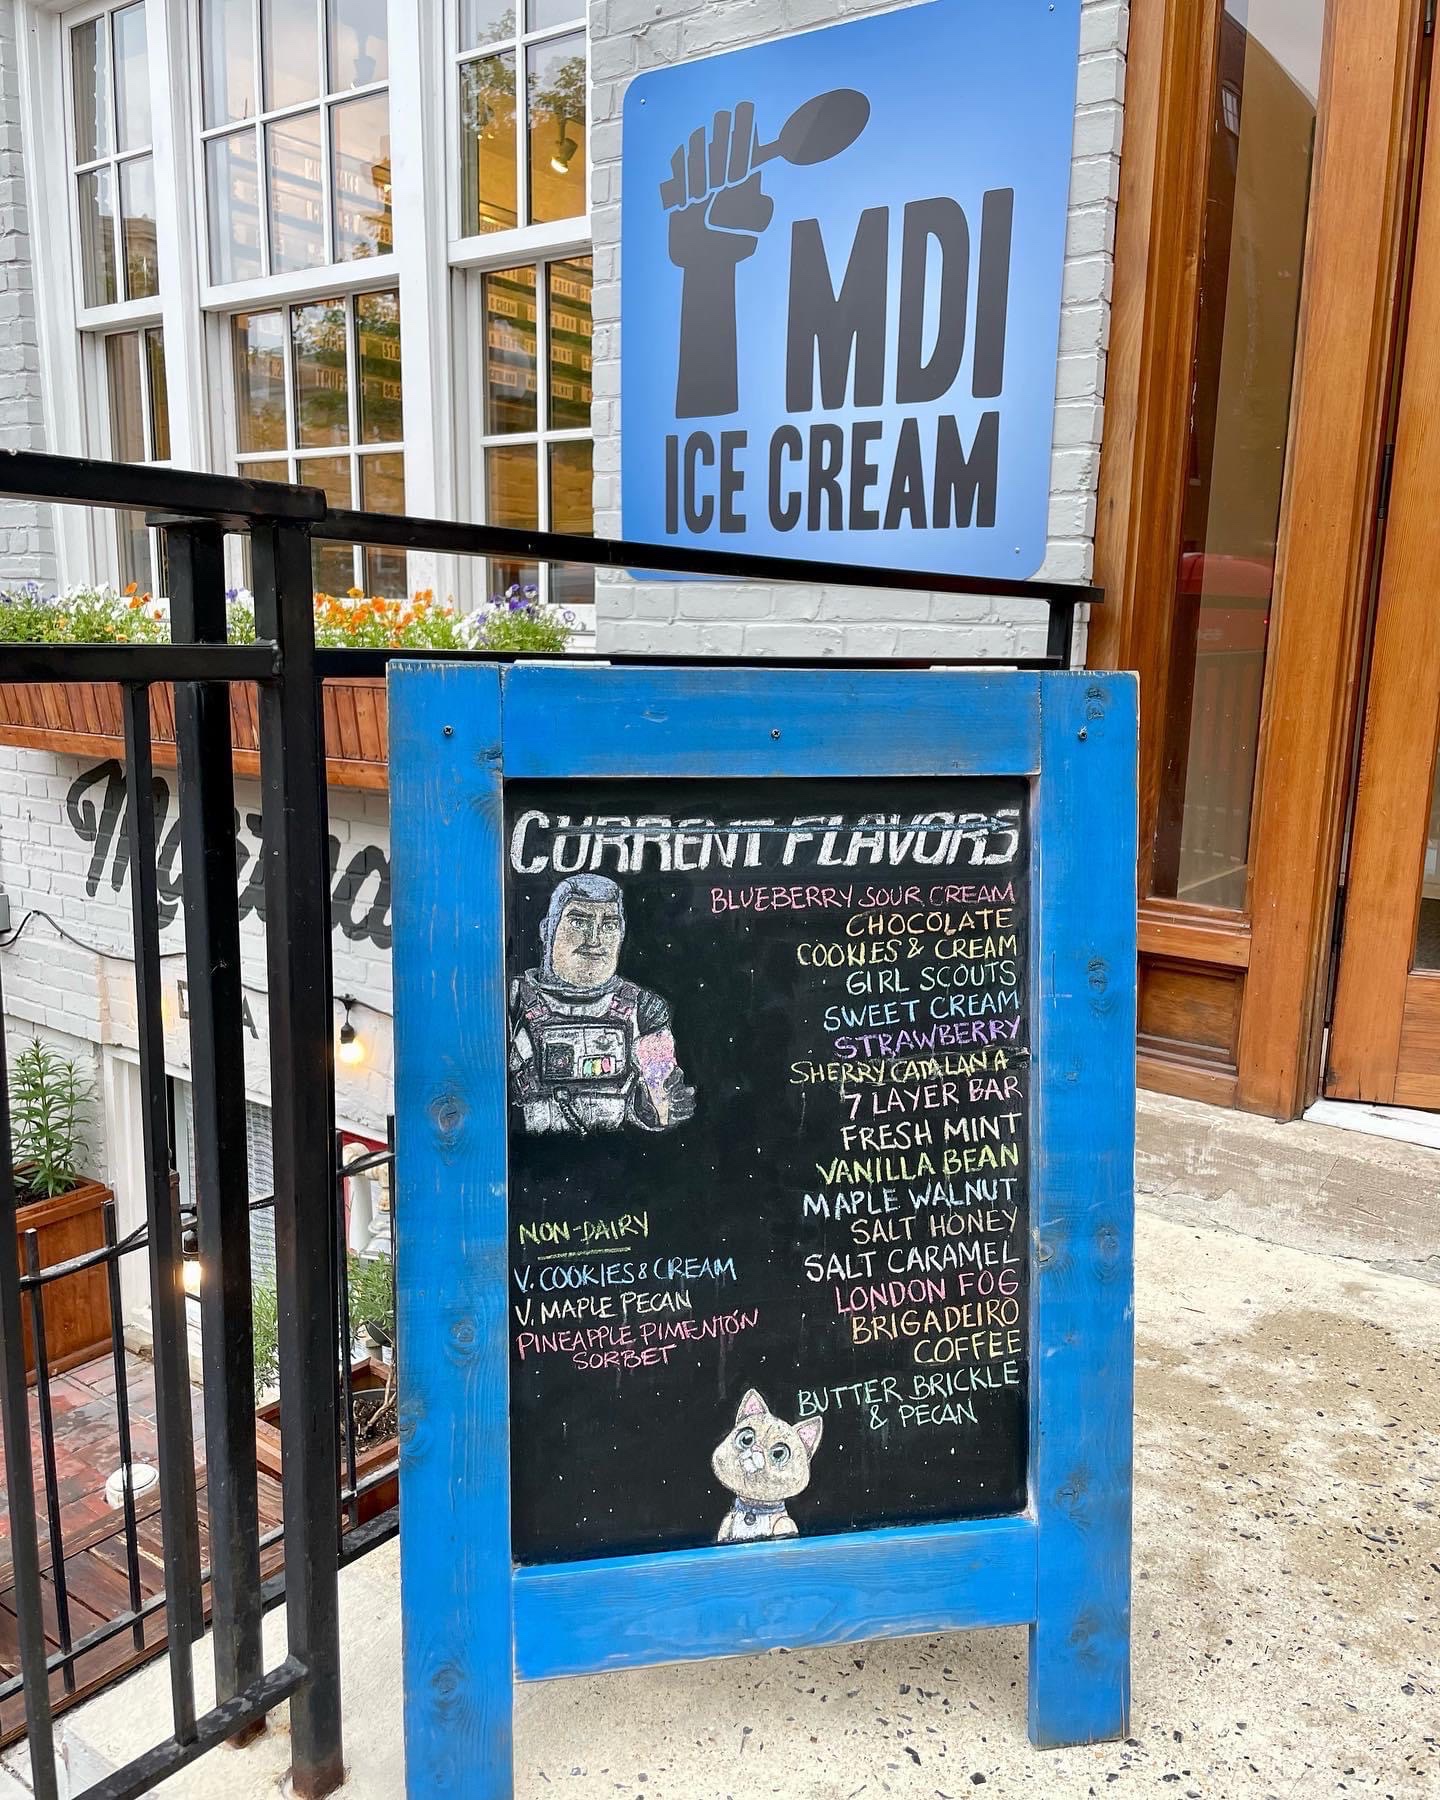 MDI
ICE CREAM
CURRENT FLAVORS
BLUEBERRY SOUR CREAM
CHOCOLATE
COOKIES & CREAM
GIRL SCOUTS
SWEET CREAM
STRAWBERRY
SHERRY CATALANA
7 LAYER BAR
FRESH MINT
VANILLA BEAN
MAPLE WALNUT
SALT HONEY
SALT CARAMEL
LONDON FOG
BRIGADEIRO
COFFEE
BUTTER BRICKLE
& PECAN
NON-DAIRY
V. COOKIES & CREAM
V. MAPLE PECAN
PINEAPPLE PIMENTÓN
SORBET